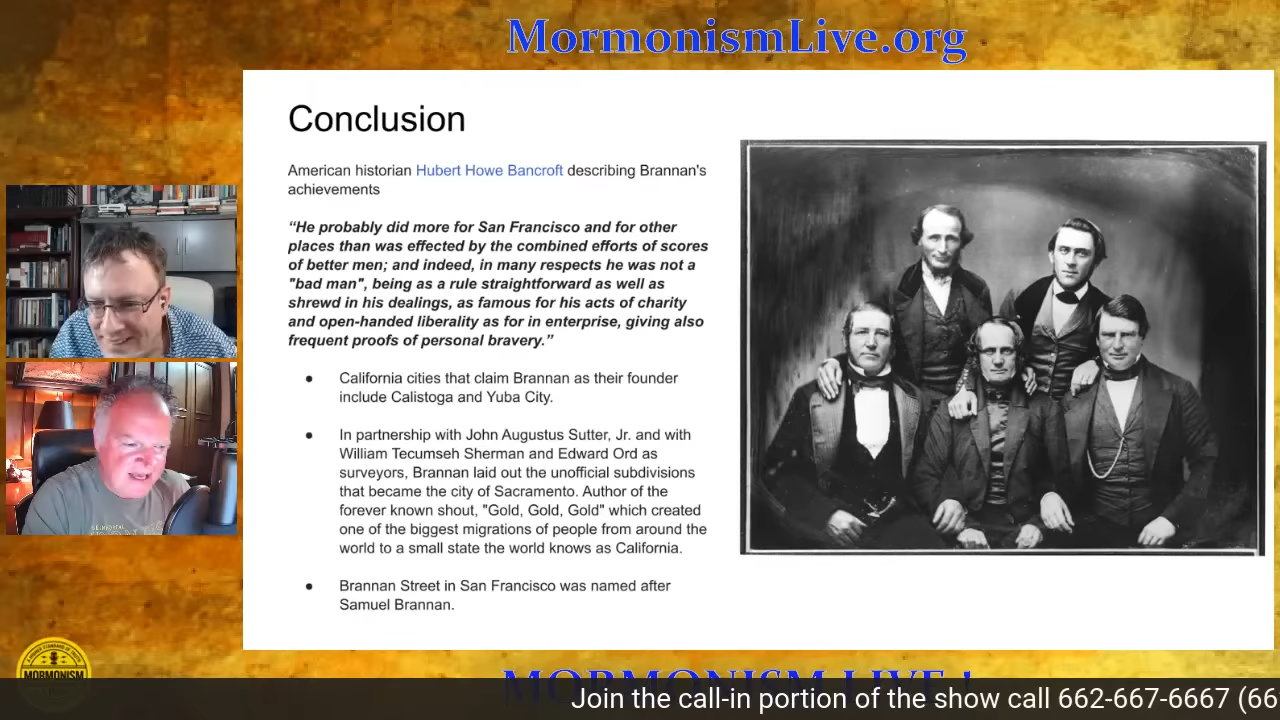 MormonismLive.org
Conclusion
American historian Hubert Howe Bancroft describing Brannan's
achievements
“He probably did more for San Francisco and for other
places than was effected by the combined efforts of scores
of better men; and indeed, in many respects he was not a
"bad man", being as a rule straightforward as well as
shrewd in his dealings, as famous for his acts of charity
and open-handed liberality as for in enterprise, giving also
frequent proofs of personal bravery.”
● California cities that claim Brannan as their founder
include Calistoga and Yuba City.
● In partnership with John Augustus Sutter, Jr. and with
William Tecumseh Sherman and Edward Ord as
surveyors, Brannan laid out the unofficial subdivisions
that became the city of Sacramento. Author of the
forever known shout, "Gold, Gold, Gold" which created
one of the biggest migrations of people from around the
world to a small state the world knows as California.
● Brannan Street in San Francisco was named after
Samuel Brannan.
MORMONISM
MORMONISM LIVE !
Join the call-in portion of the show call 662-667-6667 (66